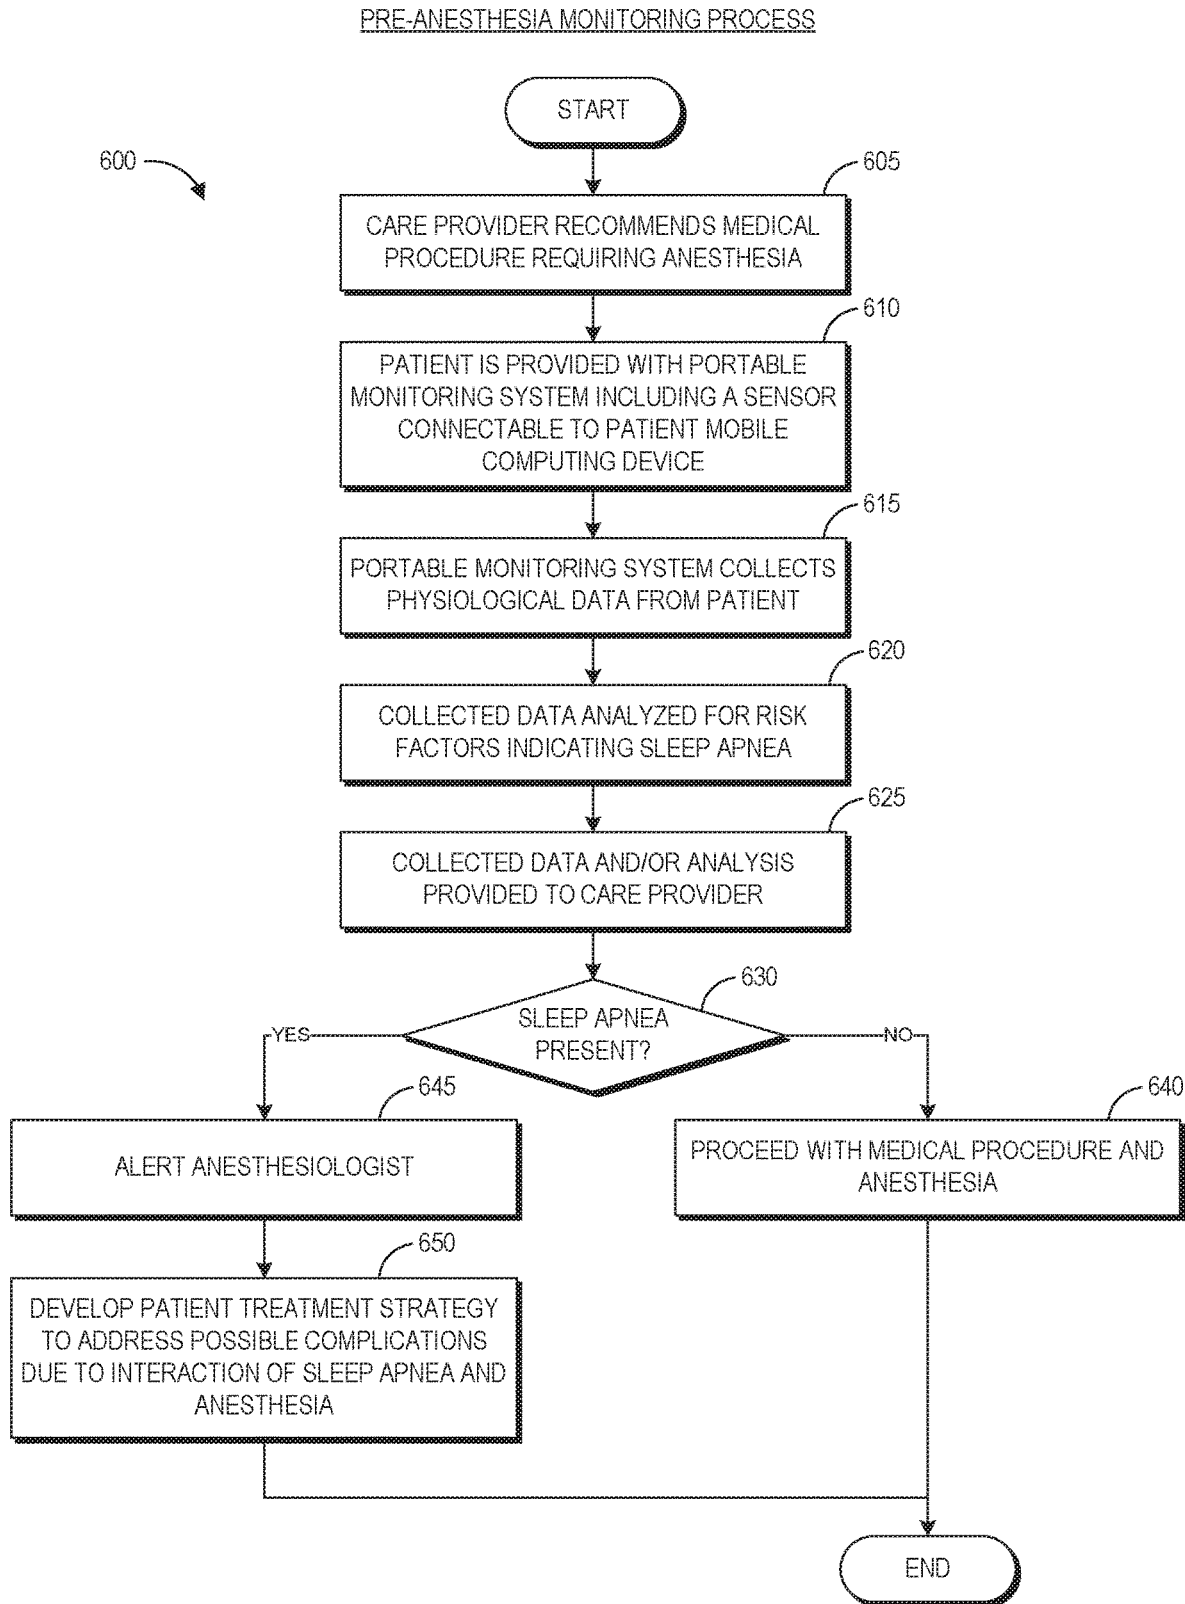 PRE-ANESTHESIA MONITORING PROCESS
START
600
605
CARE PROVIDER RECOMMENDS MEDICAL
PROCEDURE REQUIRING ANESTHESIA
610
PATIENT IS PROVIDED WITH PORTABLE
MONITORING SYSTEM INCLUDING A SENSOR
CONNECTABLE TO PATIENT MOBILE
COMPUTING DEVICE
615
PORTABLE MONITORING SYSTEM COLLECTS
PHYSIOLOGICAL DATA FROM PATIENT
620
COLLECTED DATA ANALYZED FOR RISK
FACTORS INDICATING SLEEP APNEA
625
COLLECTED DATA AND/OR ANALYSIS
PROVIDED TO CARE PROVIDER
630
SLEEP APNEA
PRESENT?
YES
NO
645
ALERT ANESTHESIOLOGIST
640
PROCEED WITH MEDICAL PROCEDURE AND
ANESTHESIA
650
DEVELOP PATIENT TREATMENT STRATEGY
TO ADDRESS POSSIBLE COMPLICATIONS
DUE TO INTERACTION OF SLEEP APNEA AND
ANESTHESIA
END